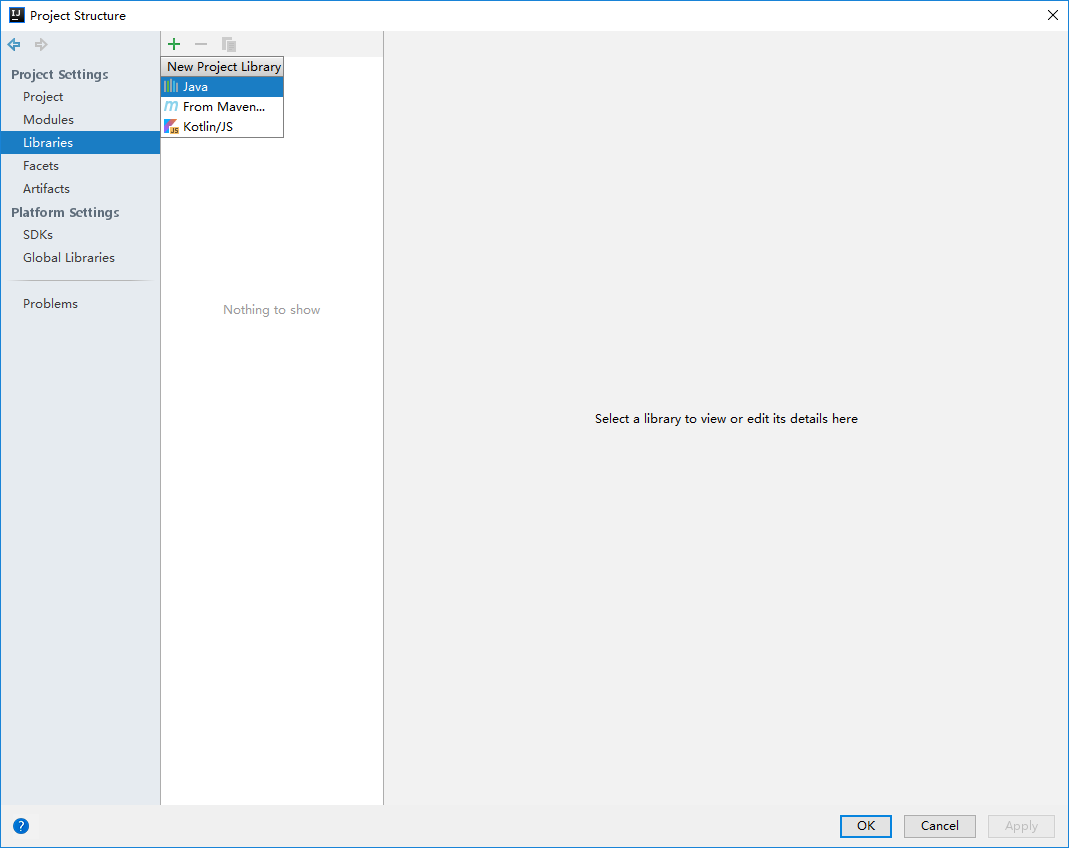 Project Structure
Project Settings
Project
Modules
Libraries
Facets
Artifacts
Platform Settings
SDKs
Global Libraries
Problems
New Project Library
Java
From Maven...
Kotlin/JS
Nothing to show
Select a library to view or edit its details here
?
OK
Cancel
Apply